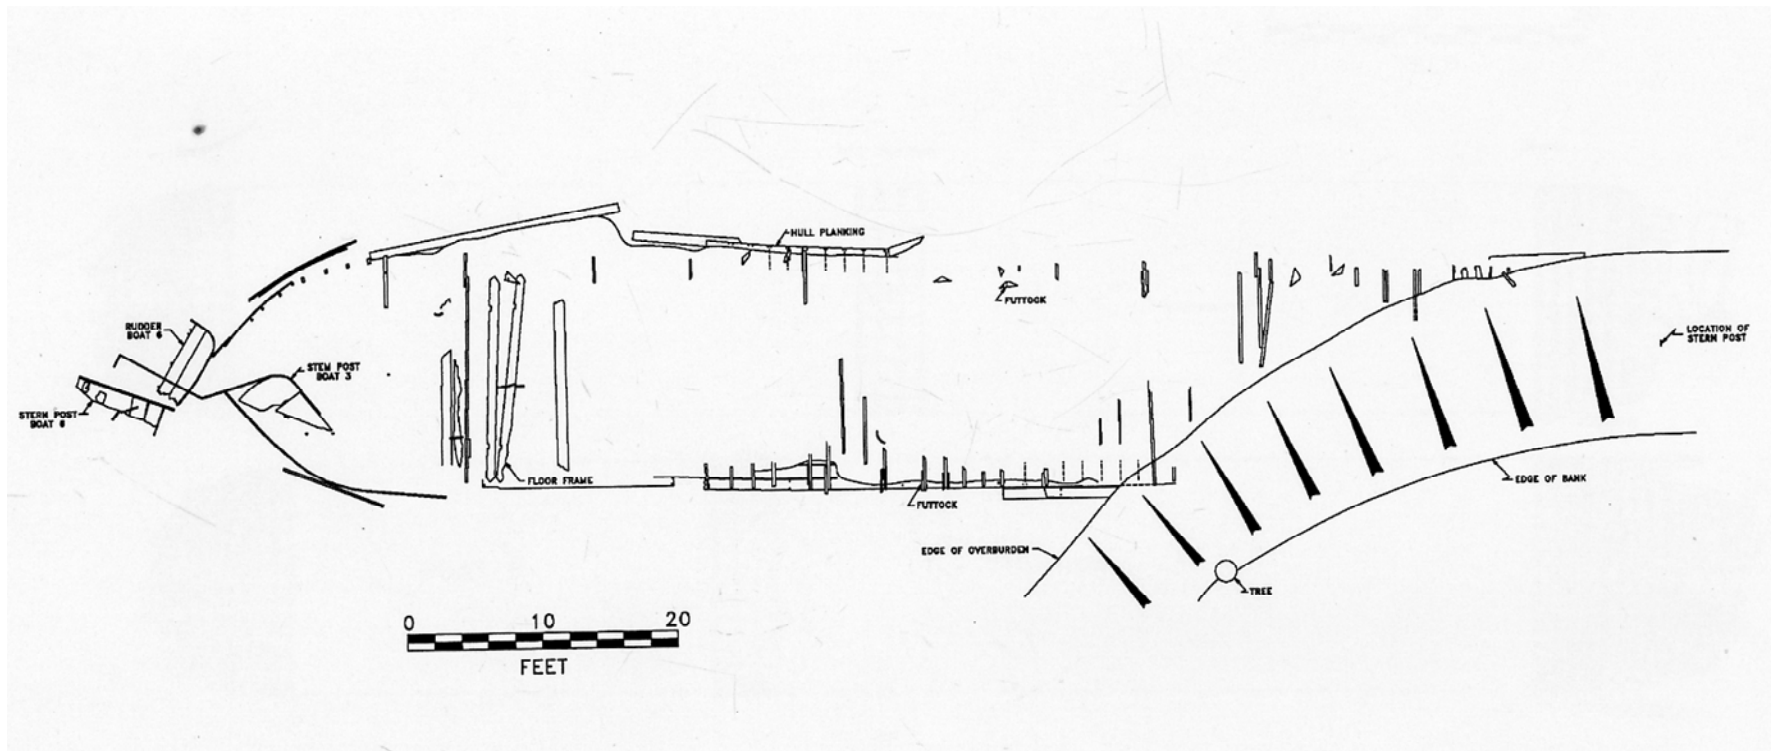 HULL PLANKING
FUTTOCK
RUDDER
BOAT 6
STEM POST
BOAT 3
LOCATION OF
STERN POST
STERN POST
BOAT 6
FLOOR FRAME
FUTTOCK
EDGE OF BANK
EDGE OF OVERBURDEN
TREE
0 10 20
FEET